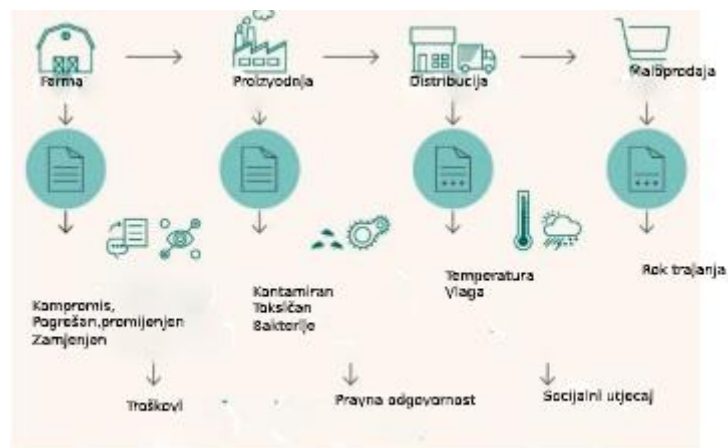 Farma
Proizvodnja
Distribucija
Maloprodaja
Kompromis,
Pogrešan,promijenjen
Zamjenjen
Kontamiran
Toksičan
Bakterije
Temperatura
Vlaga
Rok trajanja
Troškovi
Pravna odgovornost
Socijalni utjecaj